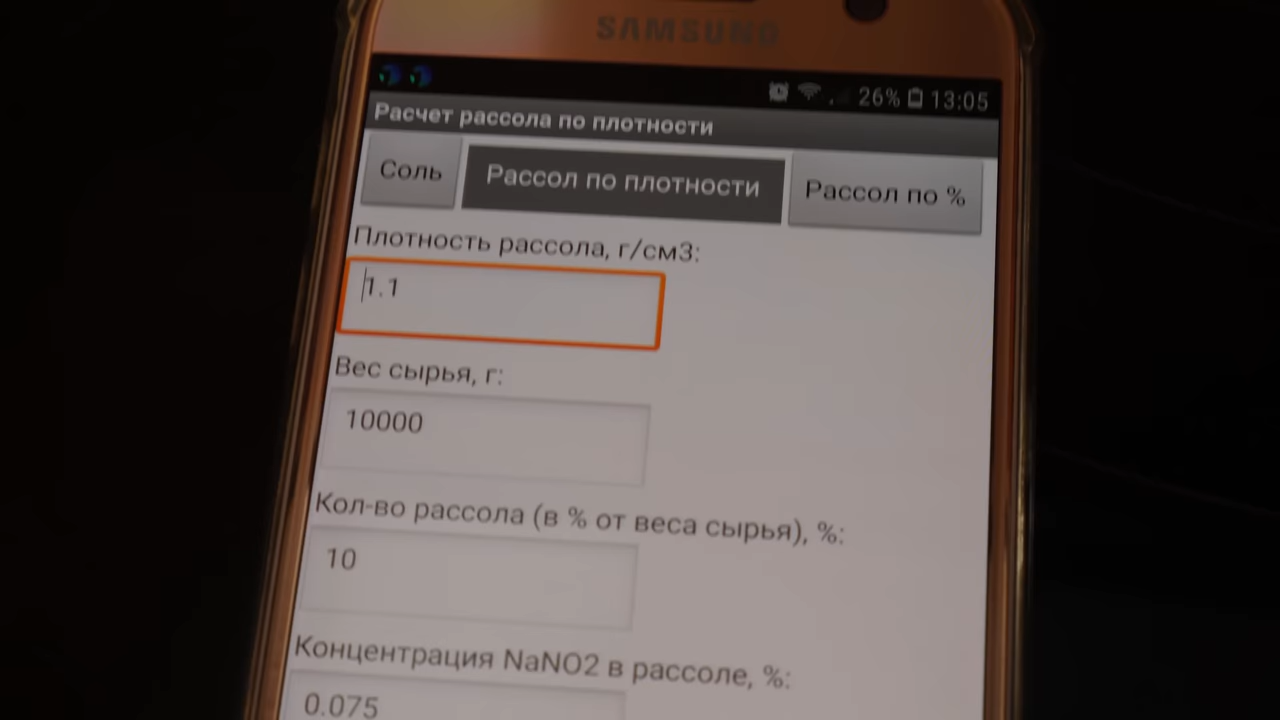 SAMSUNG
26% 13:05
Расчет рассола по плотности
Соль Рассол по плотности Рассол по %
Плотность рассола, г/см3:
1.1
Вес сырья, г:
10000
Кол-во рассола (в % от веса сырья), %:
10
Концентрация NaNO2 в рассоле, %:
0.075